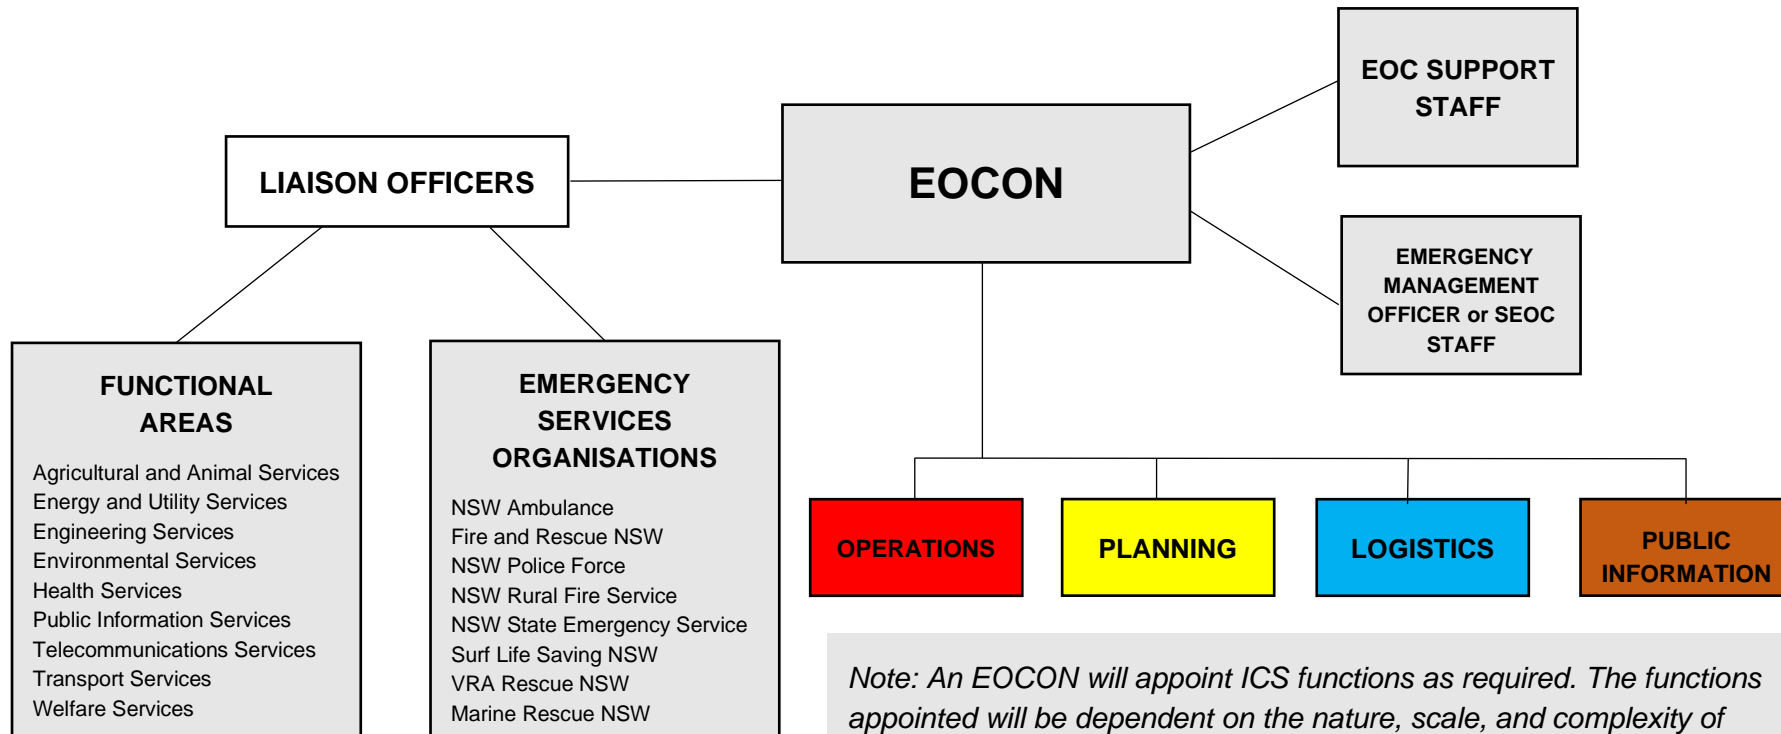 EOC SUPPORT
STAFF
EOCON
LIAISON OFFICERS
EMERGENCY
MANAGEMENT
OFFICER or SEOC
STAFF
FUNCTIONAL
AREAS
Agricultural and Animal Services
Energy and Utility Services
Engineering Services
Environmental Services
Health Services
Public Information Services
Telecommunications Services
Transport Services
Welfare Services
EMERGENCY
SERVICES
ORGANISATIONS
NSW Ambulance
Fire and Rescue NSW
NSW Police Force
NSW Rural Fire Service
NSW State Emergency Service
Surf Life Saving NSW
VRA Rescue NSW
Marine Rescue NSW
OPERATIONS
PLANNING
LOGISTICS
PUBLIC
INFORMATION
Note: An EOCON will appoint ICS functions as required. The functions
appointed will be dependent on the nature, scale, and complexity of